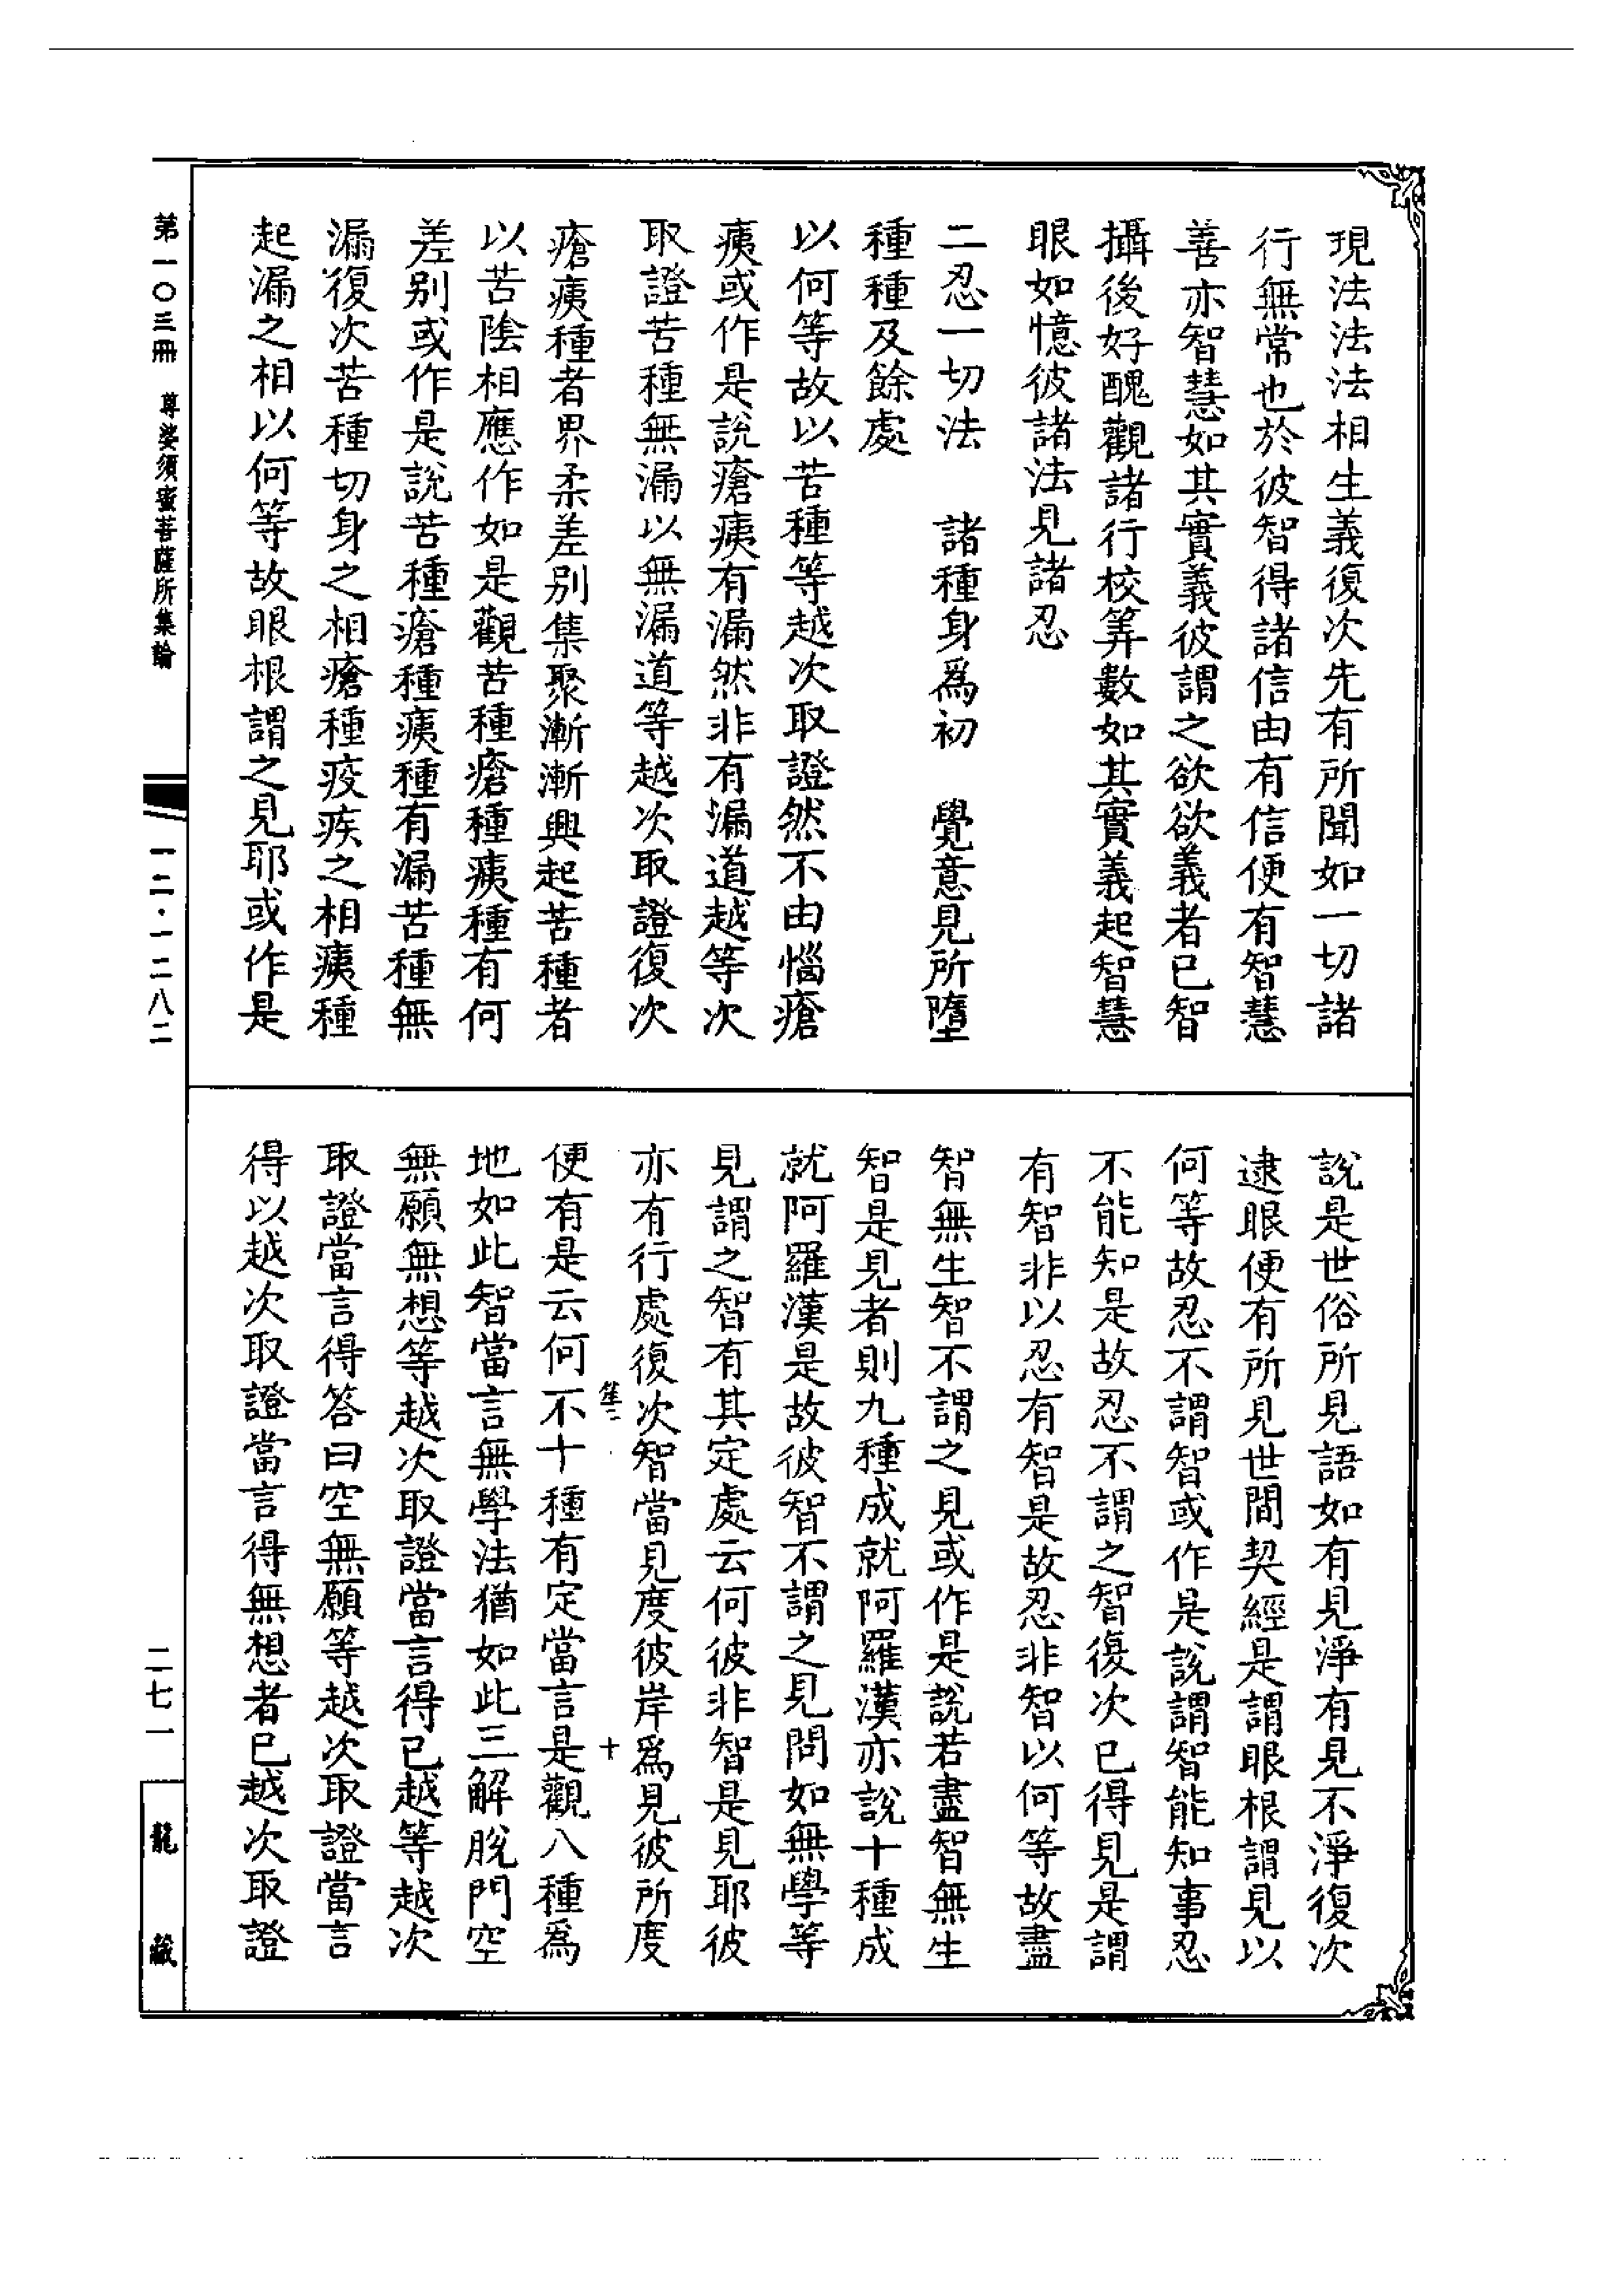 現法法法相生義復次先有所聞如一切諸
行無常也於彼智得諸信由有信便有智慧
善亦智慧如其實義彼謂之欲欲義者已智
攝後好醜觀諸行校筭數如其實義起智慧
眼如憶彼諸法見諸忍
二忍一切法　諸種身為初　覺意見所墮
種種及餘處
以何等故以苦種等越次取證然不由惱瘡
痍或作是說瘡痍有漏然非有漏道越等次
取證苦種無漏以無漏道等越次取證復次
瘡痍種者界柔差别集聚漸漸興起苦種者
以苦陰相應作如是觀苦種瘡種痍種有何
差别或作是說苦種瘡種痍種有漏苦種無
漏復次苦種切身之相瘡種疫疾之相痍種
起漏之相以何等故眼根謂之見耶或作是
說是世俗所見語如有見淨有見不淨復次
逮眼便有所見世間契經是謂眼根謂見以
何等故忍不謂智或作是說謂智能知事忍
不能知是故忍不謂之智復次已得見是謂
有智非以忍有智是故忍非智以何等故盡
智無生智不謂之見或作是說若盡智無生
智是見者則九種成就阿羅漢亦說十種成
就阿羅漢是故彼智不謂之見問如無學等
見謂之智有其定處云何彼非智是見耶彼
亦有行處復次智當見度彼岸為見彼所度
十
便有是云何不十種有定當言是觀八種為
地如此智當言無學法猶如此三解脫門空
無願無想等越次取證當言得已越等越次
取證當言得答曰空無願等越次取證當言
得以越次取證當言得無想者已越次取證
第一〇三冊　尊婆須蜜菩薩所集論
一二·一二八二
二七一
龍藏